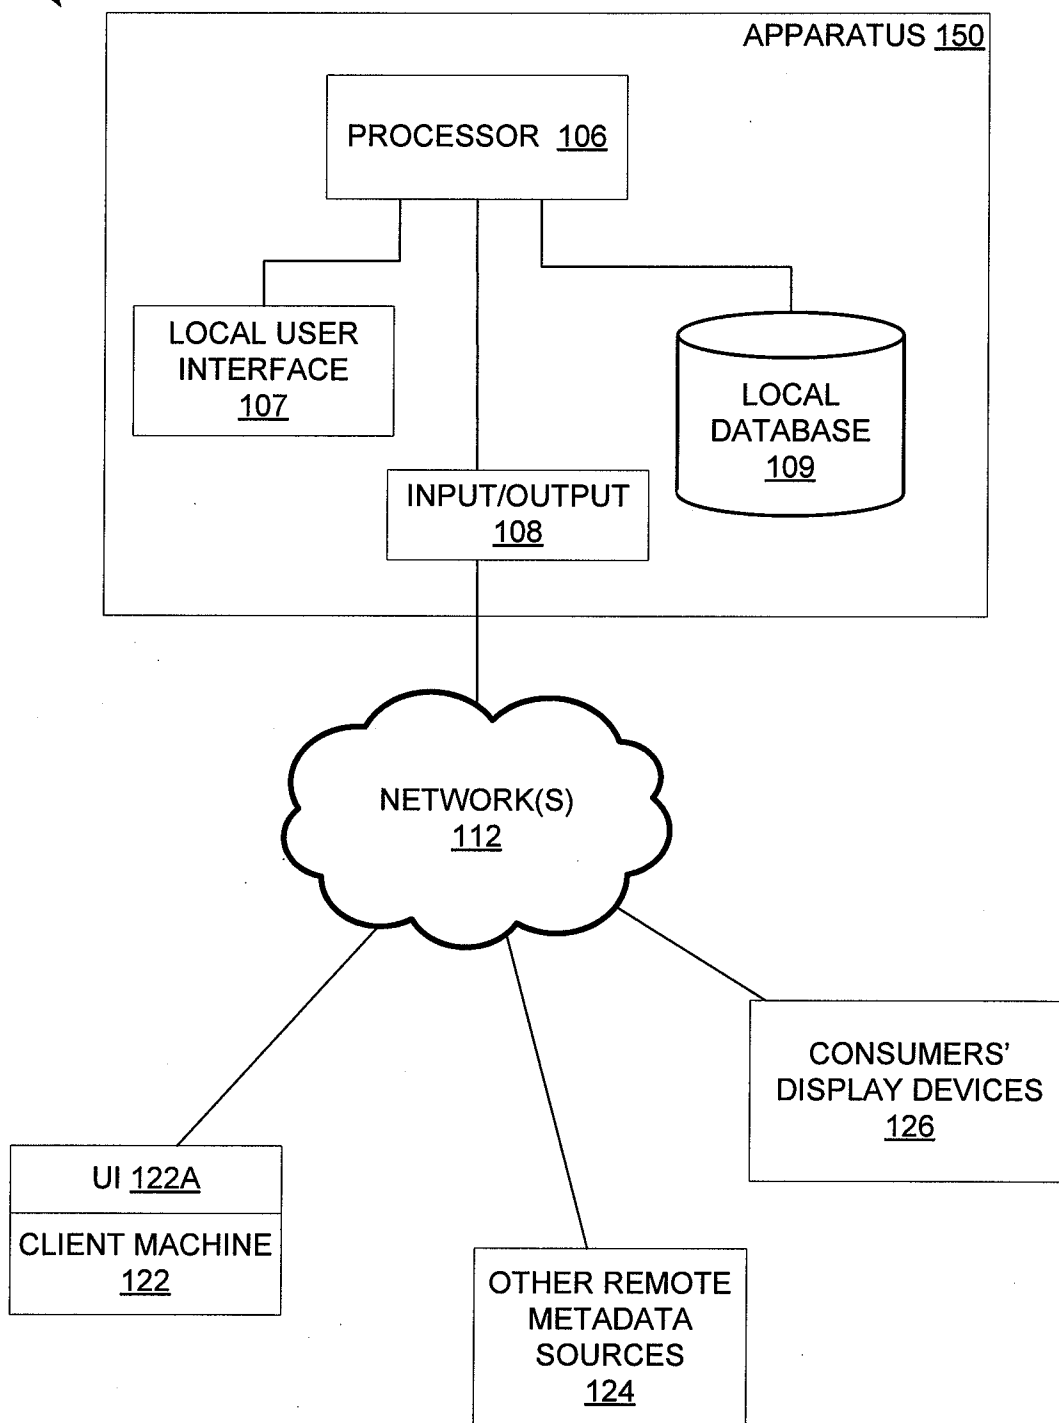 APPARATUS 150
PROCESSOR 106
LOCAL USER
INTERFACE
107
LOCAL
DATABASE
109
INPUT/OUTPUT
108
NETWORK(S)
112
CONSUMERS'
DISPLAY DEVICES
126
UI 122A
CLIENT MACHINE
122
OTHER REMOTE
METADATA
SOURCES
124